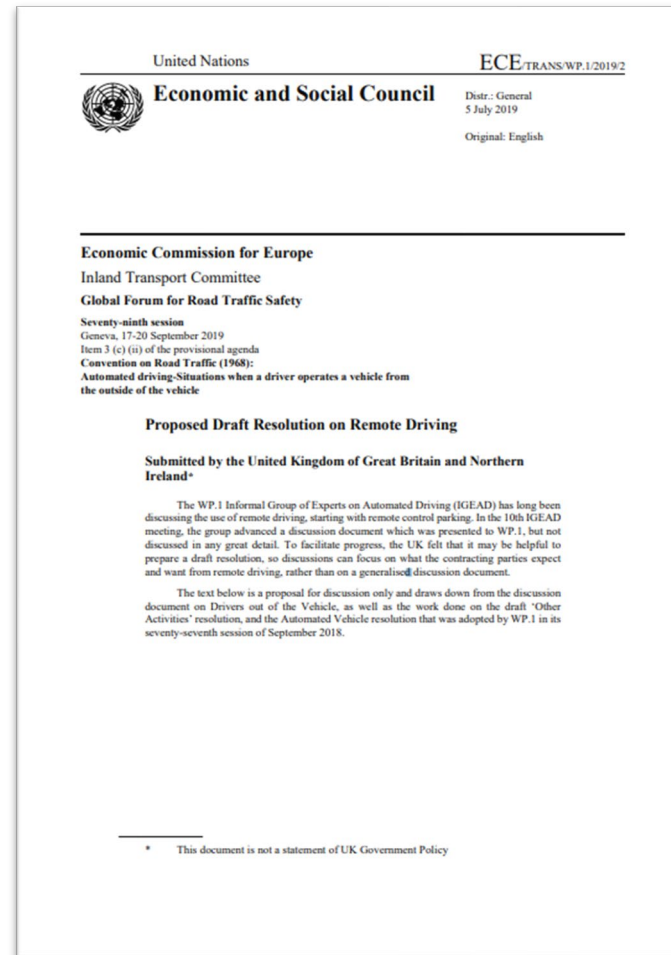 United Nations
ECE/TRANS/WP.1/2019/2
Economic and Social Council
Distr.: General
5 July 2019
Original: English
Economic Commission for Europe
Inland Transport Committee
Global Forum for Road Traffic Safety
Seventy-ninth session
Geneva, 17-20 September 2019
Item 3 (c) (ii) of the provisional agenda
Convention on Road Traffic (1968):
Automated driving-Situations when a driver operates a vehicle from
the outside of the vehicle
Proposed Draft Resolution on Remote Driving
Submitted by the United Kingdom of Great Britain and Northern
Ireland*
The WP.1 Informal Group of Experts on Automated Driving (IGEAD) has long been
discussing the use of remote driving, starting with remote control parking. In the 10th IGEAD
meeting, the group advanced a discussion document which was presented to WP.1, but not
discussed in any great detail. To facilitate progress, the UK felt that it may be helpful to
prepare a draft resolution, so discussions can focus on what the contracting parties expect
and want from remote driving, rather than on a generalised discussion document.
The text below is a proposal for discussion only and draws down from the discussion
document on Drivers out of the Vehicle, as well as the work done on the draft ‘Other
Activities’ resolution, and the Automated Vehicle resolution that was adopted by WP.1 in its
seventy-seventh session of September 2018.
* This document is not a statement of UK Government Policy